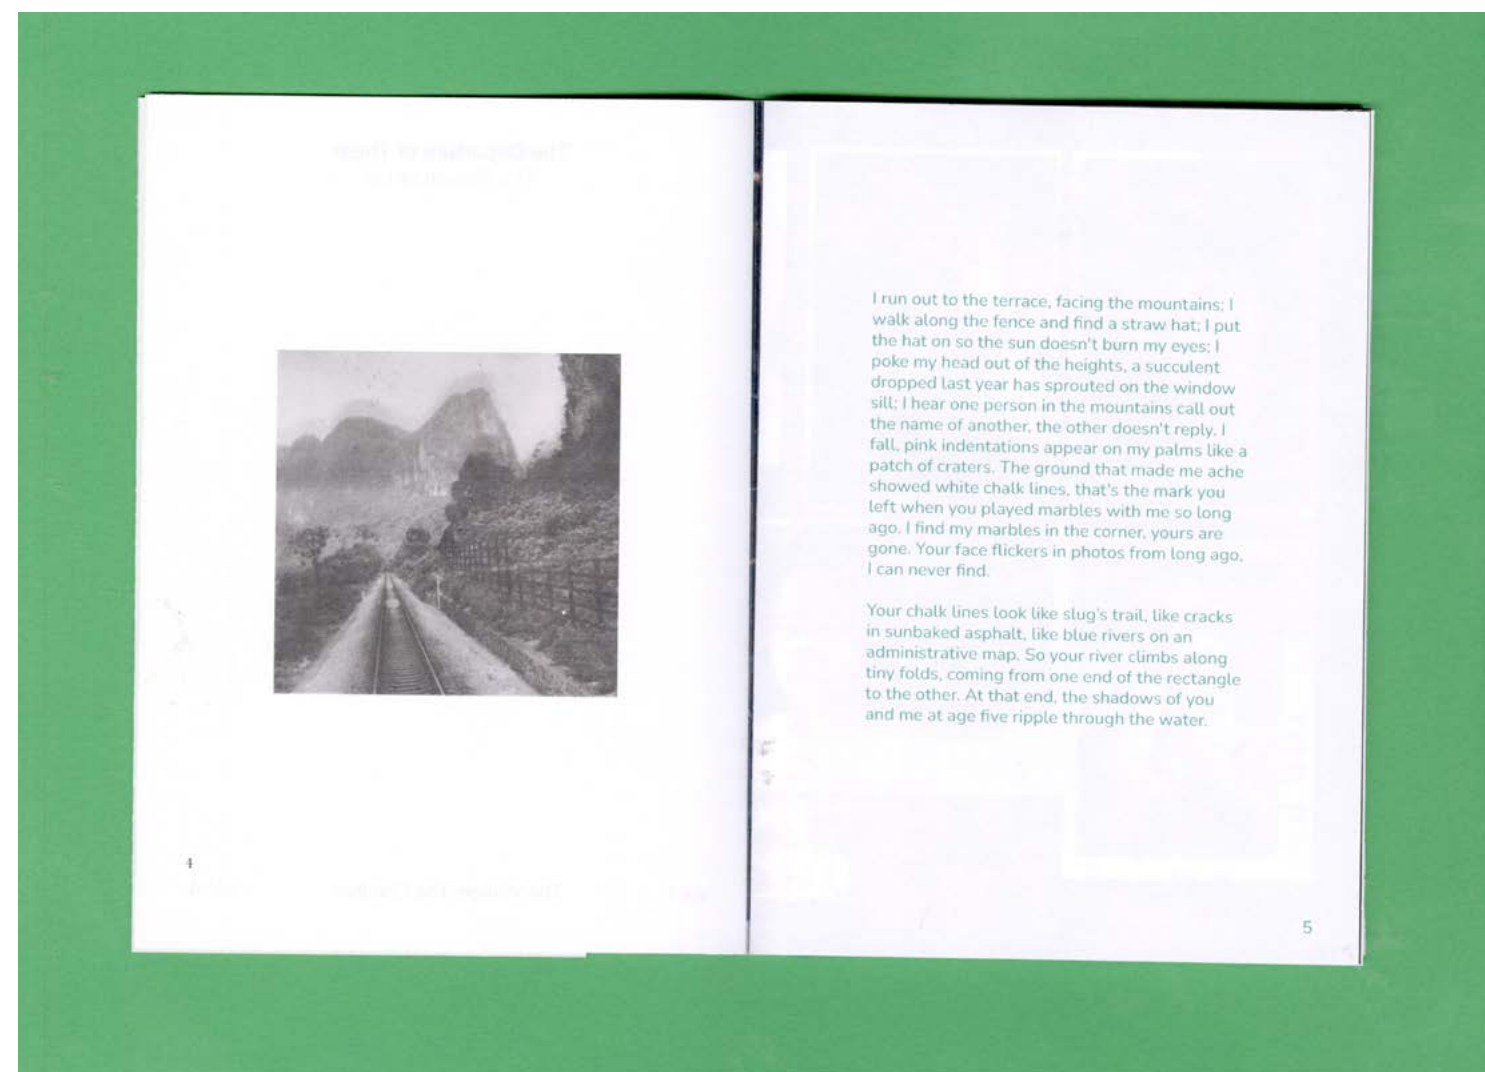 I run out to the terrace, facing the mountains; I
walk along the fence and find a straw hat; I put
the hat on so the sun doesn't burn my eyes; I
poke my head out of the heights, a succulent
dropped last year has sprouted on the window
sill; I hear one person in the mountains call out
the name of another, the other doesn't reply. I
fall, pink indentations appear on my palms like a
patch of craters. The ground that made me ache
showed white chalk lines, that's the mark you
left when you played marbles with me so long
ago. I find my marbles in the corner, yours are
gone. Your face flickers in photos from long ago,
I can never find.
Your chalk lines look like slug's trail, like cracks
in sunbaked asphalt, like blue rivers on an
administrative map. So your river climbs along
tiny folds, coming from one end of the rectangle
to the other. At that end, the shadows of you
and me at age five ripple through the water.
4
5